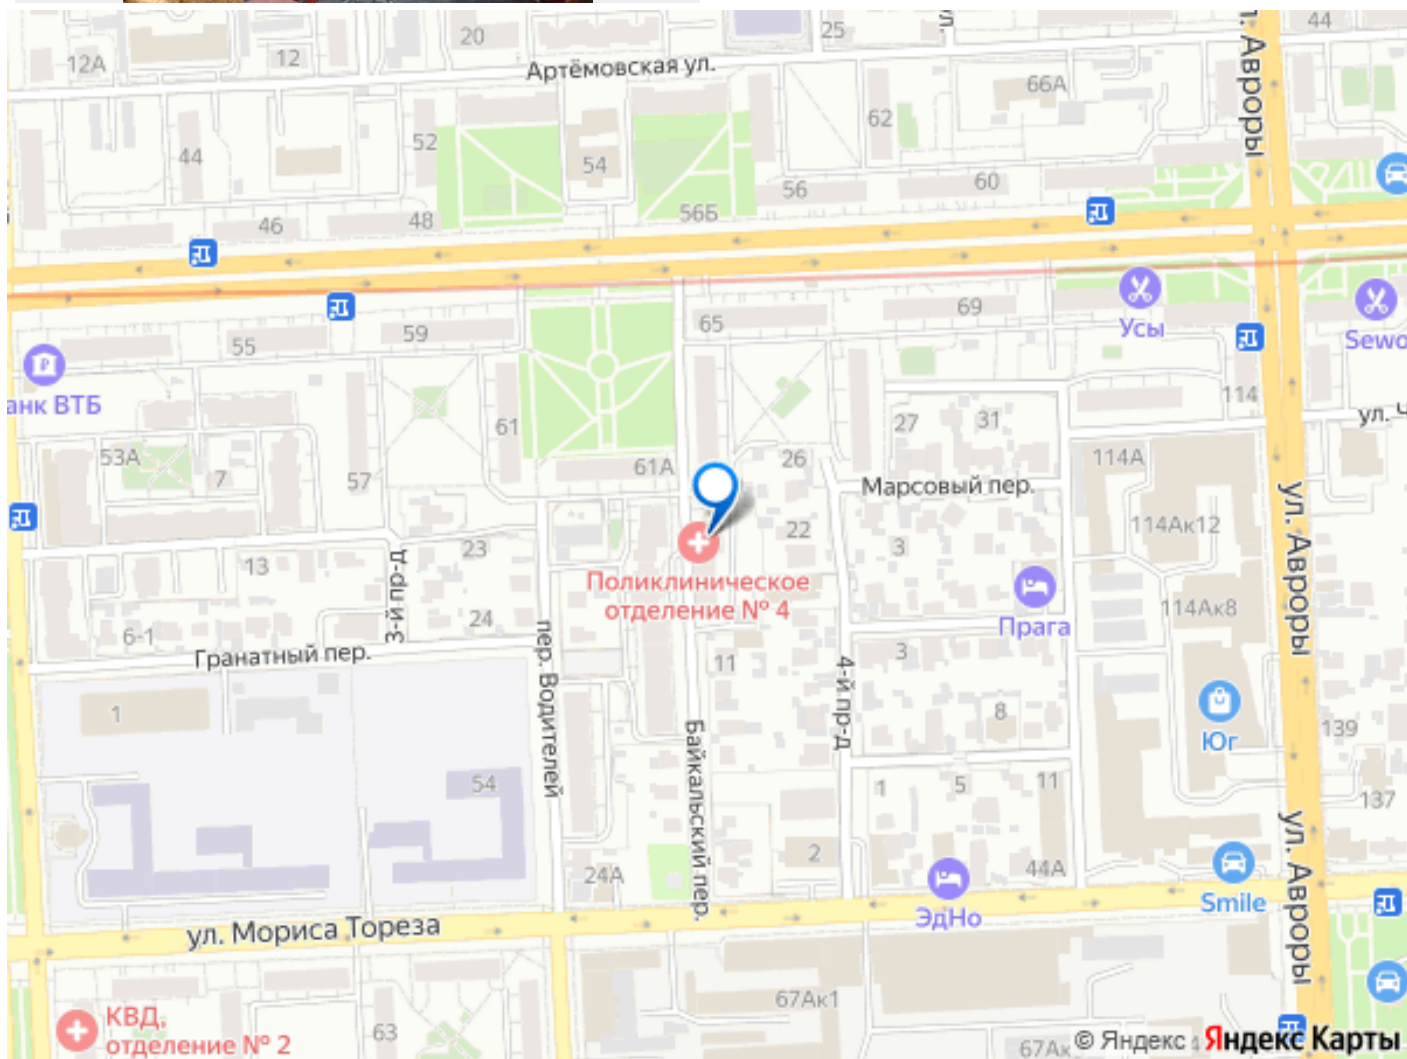 20
25
44
12А
12
Артёмовская ул.
66А
ул. Авроры
52
62
44
54
56
60
56Б
46
48
65
69
59
55
Усы
Sewo
анк ВТБ
114
ул. Ч
61
27
31
53А
7
57
61А
26
114А
Марсовый пер.
ул. Авроры
114Ак12
22
3
23
13
3-й пр-д
Поликлиническое
отделение № 4
Прага
114Ак8
24
6-1
пер. Водителей
Гранатный пер.
11
4-й пр-д
3
1
8
Юг
139
Байкальский пер.
54
1
5
11
137
ул. Авроры
2
24А
44А
ЭдНо
Smile
ул. Мориса Тореза
67Ак1
КВД,
отделение № 2
63
67Ак
4
© Яндекс Яндекс Карты